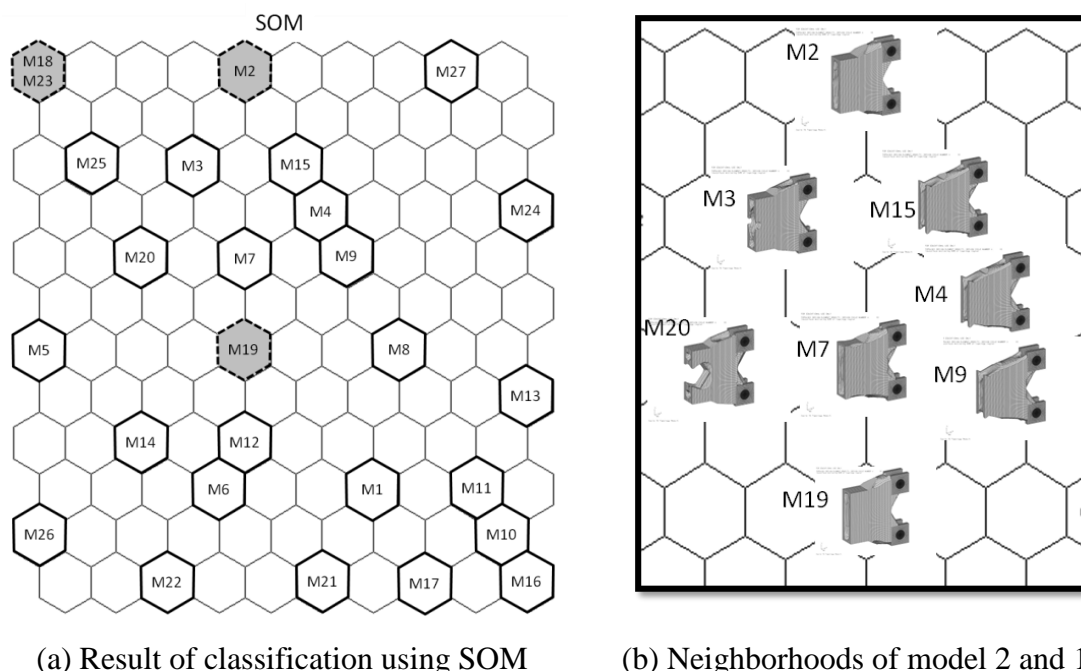 SOM
M18
M23
M2
M27
M25
M3
M15
M4
M24
M20
M7
M9
M5
M19
M8
M13
M14
M12
M6
M1
M11
M26
M10
M22
M21
M17
M16
(a) Result of classification using SOM
M2
M3
M15
M4
M20
M7
M9
M19
(b) Neighborhoods of model 2 and 1